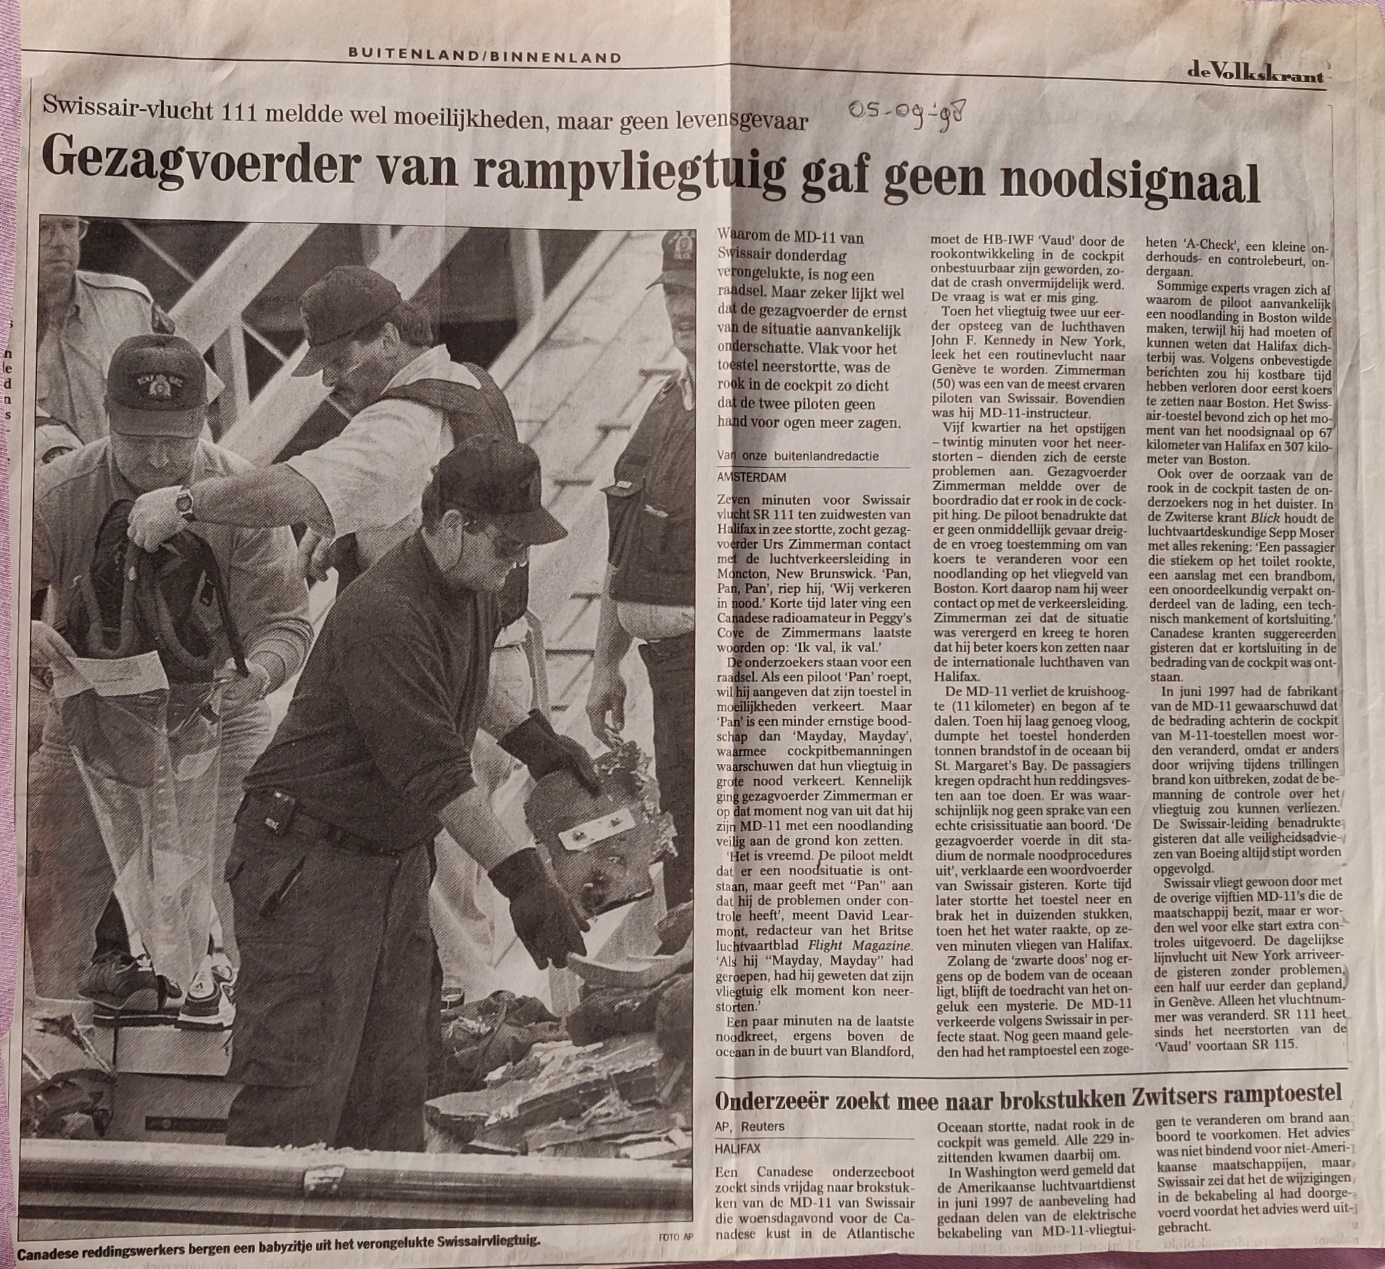 BUITENLAND/BINNENLAND
de Volkskrant
Swissair-vlucht 111 meldde wel moeilijkheden, maar geen levensgevaar
05-09-'98
Gezagvoerder van rampvliegtuig gaf geen noodsignaal
Waarom de MD-11 van
Swissair donderdag
verongelukte, is nog een
raadsel. Maar zeker lijkt wel
dat de gezagvoerder de ernst
van de situatie aanvankelijk
onderschatte. Vlak voor het
toestel neerstortte, was de
rook in de cockpit zo dicht
dat de twee piloten geen
hand voor ogen meer zagen.
Van onze buitenlandredactie
AMSTERDAM
Zeven minuten voor Swissair
vlucht SR 111 ten zuidwesten van
Halifax in zee stortte, zocht gezag-
voerder Urs Zimmerman contact
met de luchtverkeersleiding in
Moncton, New Brunswick. 'Pan,
Pan, Pan', riep hij, 'Wij verkeren
in nood.' Korte tijd later ving een
Canadese radioamateur in Peggy's
Cove de Zimmermans laatste
woorden op: 'Ik val, ik val.'
De onderzoekers staan voor een
raadsel. Als een piloot 'Pan' roept,
wil hij aangeven dat zijn toestel in
moeilijkheden verkeert. Maar
'Pan' is een minder ernstige bood-
schap dan 'Mayday, Mayday',
waarmee cockpitbemanningen
waarschuwen dat hun vliegtuig in
grote nood verkeert. Kennelijk
ging gezagvoerder Zimmerman er
op dat moment nog van uit dat hij
zijn MD-11 met een noodlanding
veilig aan de grond kon zetten.
'Het is vreemd. De piloot meldt
dat er een noodsituatie is ont-
staan, maar geeft met "Pan" aan
dat hij de problemen onder con-
trole heeft', meent David Lear-
mont, redacteur van het Britse
luchtvaartblad Flight Magazine.
'Als hij "Mayday, Mayday" had
geroepen, had hij geweten dat zijn
vliegtuig elk moment kon neer-
storten.'
Een paar minuten na de laatste
noodkreet, ergens boven de
oceaan in de buurt van Blandford,
moet de HB-IWF 'Vaud' door de
rookontwikkeling in de cockpit
onbestuurbaar zijn geworden, zo-
dat de crash onvermijdelijk werd.
De vraag is wat er mis ging.
Toen het vliegtuig twee uur eer-
der opsteeg van de luchthaven
John F. Kennedy in New York,
leek het een routinevlucht naar
Genève te worden. Zimmerman
(50) was een van de meest ervaren
piloten van Swissair. Bovendien
was hij MD-11-instructeur.
Vijf kwartier na het opstijgen
– twintig minuten voor het neer-
storten – dienden zich de eerste
problemen aan. Gezagvoerder
Zimmerman meldde over de
boordradio dat er rook in de cock-
pit hing. De piloot benadrukte dat
er geen onmiddellijk gevaar dreig-
de en vroeg toestemming om van
koers te veranderen voor een
noodlanding op het vliegveld van
Boston. Kort daarop nam hij weer
contact op met de verkeersleiding.
Zimmerman zei dat de situatie
was verergerd en kreeg te horen
dat hij beter koers kon zetten naar
de internationale luchthaven van
Halifax.
De MD-11 verliet de kruishoog-
te (11 kilometer) en begon af te
dalen. Toen hij laag genoeg vloog,
dumpte het toestel honderden
tonnen brandstof in de oceaan bij
St. Margaret's Bay. De passagiers
kregen opdracht hun reddingsves-
ten aan toe doen. Er was waar-
schijnlijk nog geen sprake van een
echte crisissituatie aan boord. 'De
gezagvoerder voerde in dit sta-
dium de normale noodprocedures
uit', verklaarde een woordvoerder
van Swissair gisteren. Korte tijd
later stortte het toestel neer en
brak het in duizenden stukken,
toen het het water raakte, op ze-
ven minuten vliegen van Halifax.
Zolang de 'zwarte doos' nog er-
gens op de bodem van de oceaan
ligt, blijft de toedracht van het on-
geluk een mysterie. De MD-11
verkeerde volgens Swissair in per-
fecte staat. Nog geen maand gele-
den had het ramptoestel een zoge-
heten 'A-Check', een kleine on-
derhouds- en controlebeurt, on-
dergaan.
Sommige experts vragen zich af
waarom de piloot aanvankelijk
een noodlanding in Boston wilde
maken, terwijl hij had moeten of
kunnen weten dat Halifax dich-
terbij was. Volgens onbevestigde
berichten zou hij kostbare tijd
hebben verloren door eerst koers
te zetten naar Boston. Het Swiss-
air-toestel bevond zich op het mo-
ment van het noodsignaal op 67
kilometer van Halifax en 307 kilo-
meter van Boston.
Ook over de oorzaak van de
rook in de cockpit tasten de on-
derzoekers nog in het duister. In
de Zwiterse krant Blick houdt de
luchtvaartdeskundige Sepp Moser
met alles rekening: 'Een passagier
die stiekem op het toilet rookte,
een aanslag met een brandbom,
een onoordeelkundig verpakt on-
derdeel van de lading, een tech-
nisch mankement of kortsluiting.'
Canadese kranten suggereerden
gisteren dat er kortsluiting in de
bedrading van de cockpit was ont-
staan.
In juni 1997 had de fabrikant
van de MD-11 gewaarschuwd dat
de bedrading achterin de cockpit
van M-11-toestellen moest wor-
den veranderd, omdat er anders
door wrijving tijdens trillingen
brand kon uitbreken, zodat de be-
manning de controle over het
vliegtuig zou kunnen verliezen.
De Swissair-leiding benadrukte
gisteren dat alle veiligheidsadvie-
zen van Boeing altijd stipt worden
opgevolgd.
Swissair vliegt gewoon door met
de overige vijftien MD-11's die de
maatschappij bezit, maar er wor-
den wel voor elke start extra con-
troles uitgevoerd. De dagelijkse
lijnvlucht uit New York arriveer-
de gisteren zonder problemen,
een half uur eerder dan gepland,
in Genève. Alleen het vluchtnum-
mer was veranderd. SR 111 heet
sinds het neerstorten van de
'Vaud' voortaan SR 115.
Canadese reddingswerkers bergen een babyzitje uit het verongelukte Swissairvliegtuig.
FOTO AP
Onderzeeër zoekt mee naar brokstukken Zwitsers ramptoestel
AP, Reuters
HALIFAX
Een Canadese onderzeeboot
zoekt sinds vrijdag naar brokstuk-
ken van de MD-11 van Swissair
die woensdagavond voor de Ca-
nadese kust in de Atlantische
Oceaan stortte, nadat rook in de
cockpit was gemeld. Alle 229 in-
zittenden kwamen daarbij om.
In Washington werd gemeld dat
de Amerikaanse luchtvaartdienst
in juni 1997 de aanbeveling had
gedaan delen van de elektrische
bekabeling van MD-11-vliegtui-
gen te veranderen om brand aan
boord te voorkomen. Het advies
was niet bindend voor niet-Ameri-
kaanse maatschappijen, maar
Swissair zei dat het de wijzigingen
in de bekabeling al had doorge-
voerd voordat het advies werd uit-
gebracht.